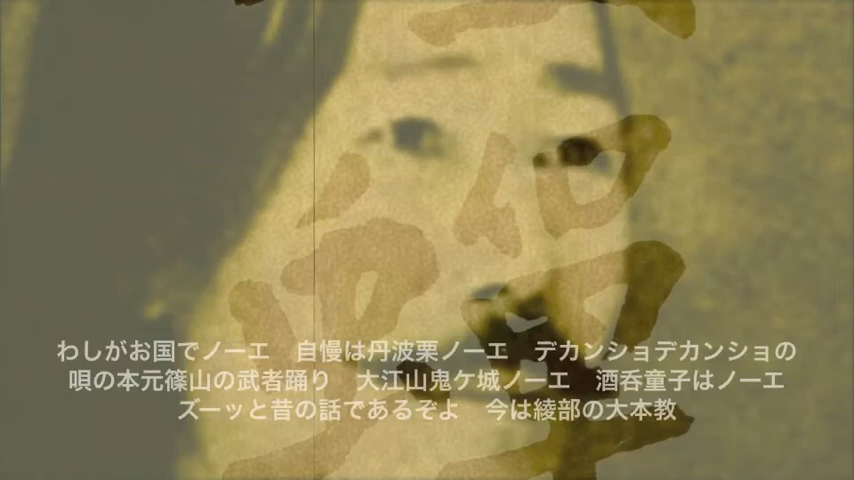 わしがお国でノーエ　自慢は丹波栗ノーエ　デカンショデカンショの
唄の本元篠山の武者踊り　大江山鬼ケ城ノーエ　酒呑童子はノーエ
ズーッと昔の話であるぞよ　今は綾部の大本教